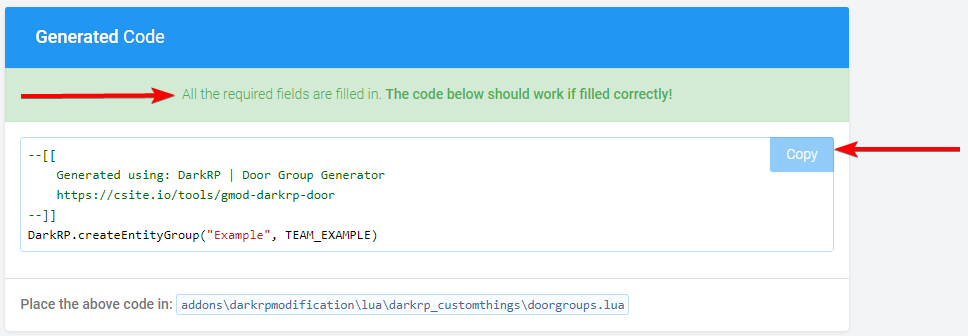 Generated Code
All the required fields are filled in. The code below should work if filled correctly!
Copy
--[[
    Generated using: DarkRP | Door Group Generator
    https://csite.io/tools/gmod-darkrp-door
--]]
DarkRP.createEntityGroup("Example", TEAM_EXAMPLE)
Place the above code in: addons\darkrpmodification\lua\darkrp_customthings\doorgroups.lua